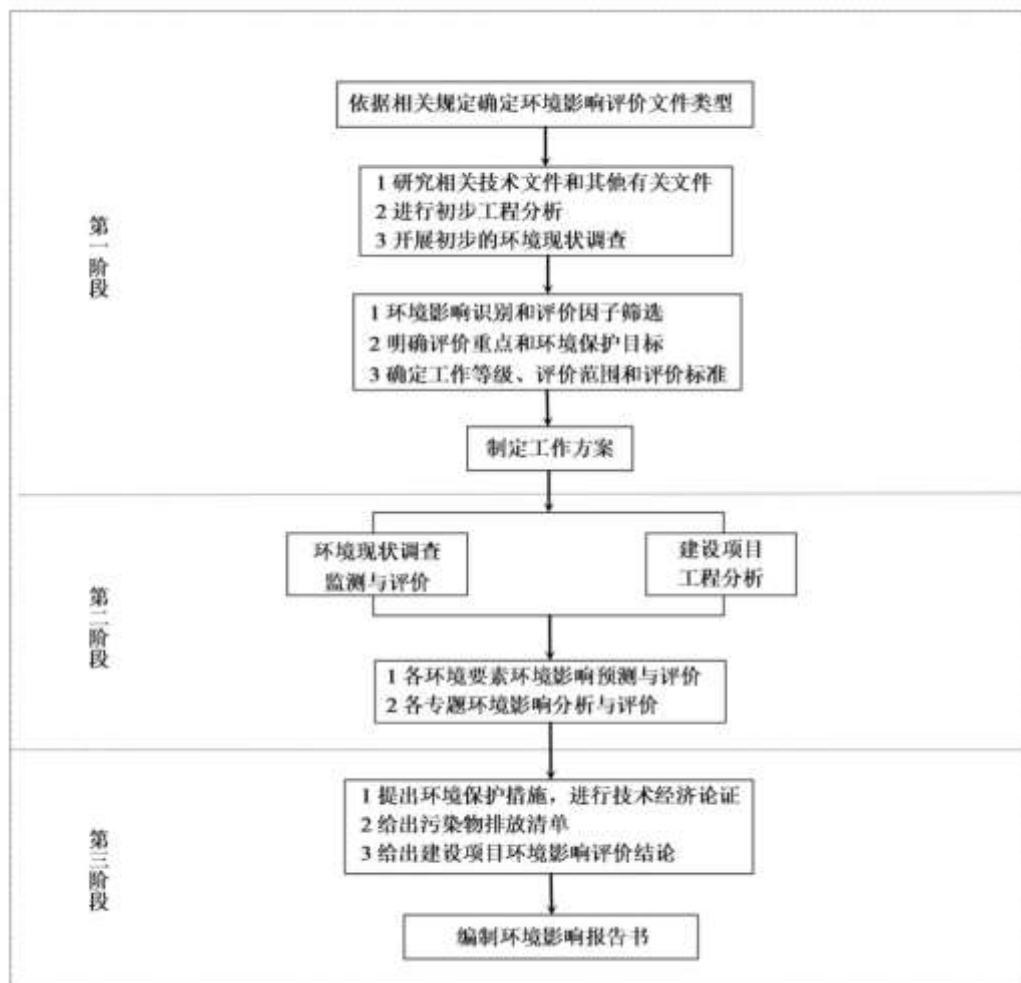 依据相关规定确定环境影响评价文件类型
1 研究相关技术文件和其他有关文件
2 进行初步工程分析
3 开展初步的环境现状调查
第一阶段
1 环境影响识别和评价因子筛选
2 明确评价重点和环境保护目标
3 确定工作等级、评价范围和评价标准
制定工作方案
环境现状调查
监测与评价
建设项目
工程分析
第二阶段
1 各环境要素环境影响预测与评价
2 各专题环境影响分析与评价
1 提出环境保护措施，进行技术经济论证
2 给出污染物排放清单
3 给出建设项目环境影响评价结论
第三阶段
编制环境影响报告书